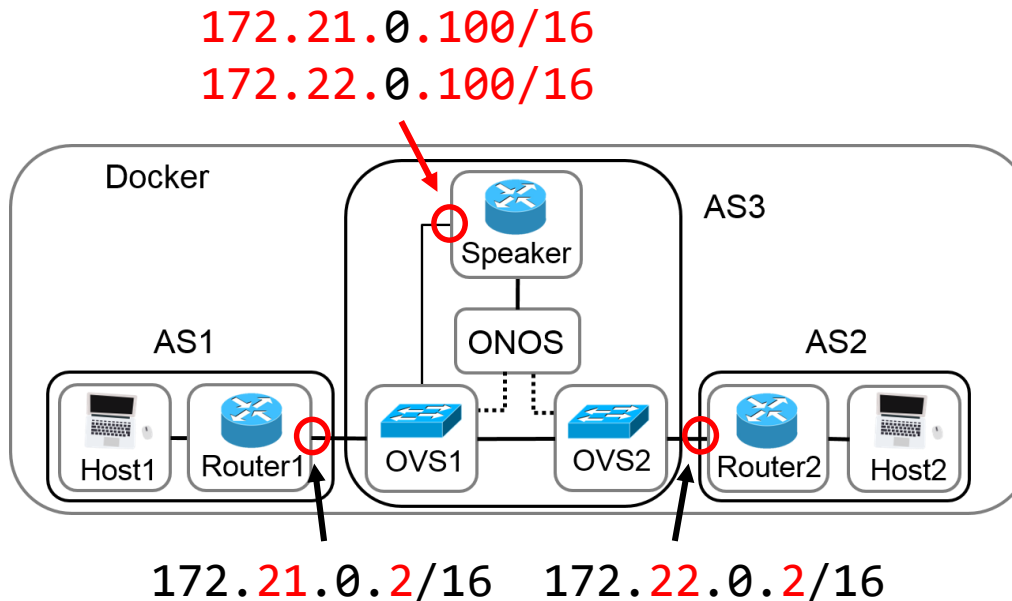 172.21.0.100/16
172.22.0.100/16
Docker
AS3
Speaker
ONOS
AS1
AS2
Host1
Router1
OVS1
OVS2
Router2
Host2
172.21.0.2/16
172.22.0.2/16